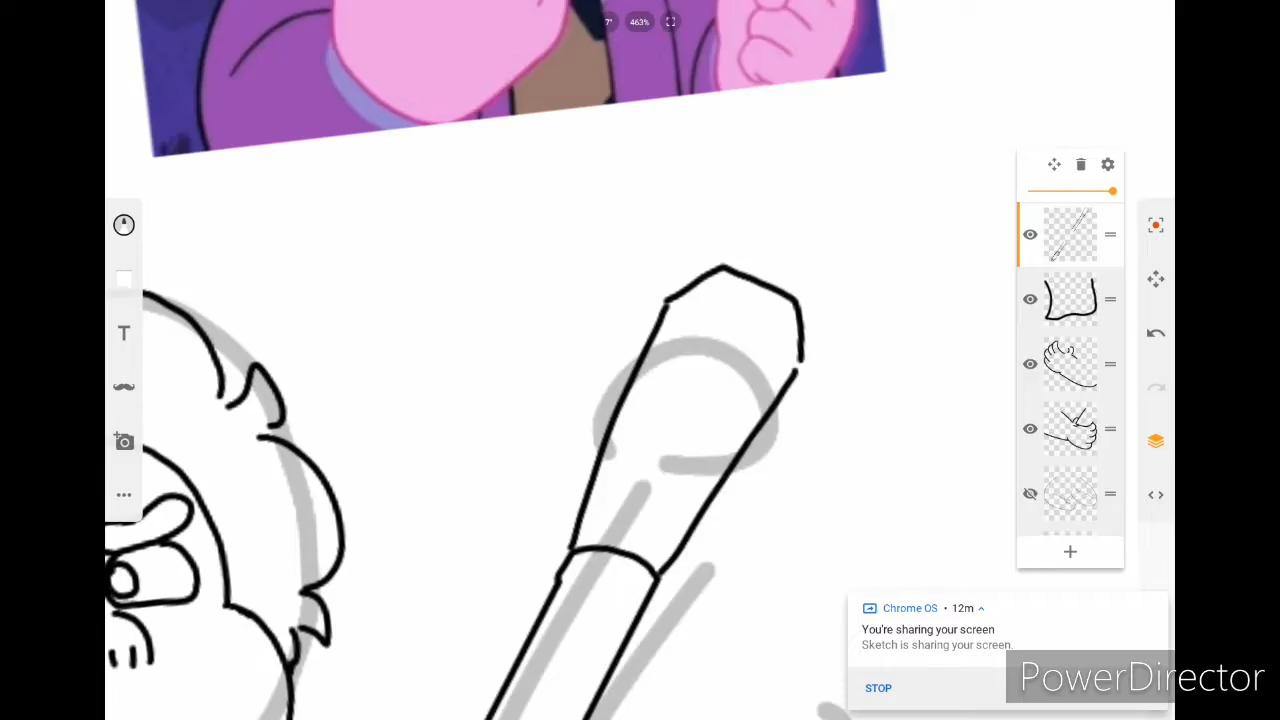 7° 463%
T
Chrome OS • 12m
You're sharing your screen
Sketch is sharing your screen.
STOP
PowerDirector